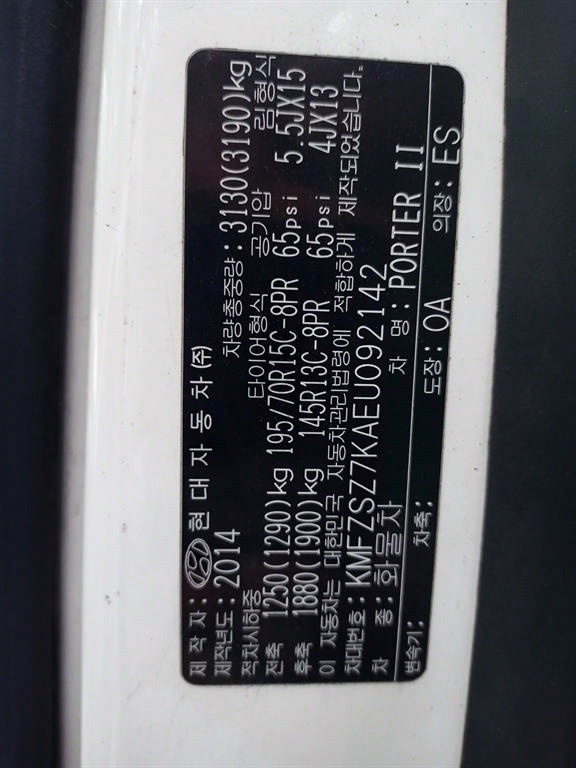 제 작 자 : 현 대 자 동 차 (주)
제작년도 : 2014 차량총중량 : 3130(3190)kg
적차시하중 타이어형식 공기압 림형식
전축 1250(1290)kg 195/70R15C-8PR 65psi 5.5JX15
후축 1880(1900)kg 145R13C-8PR 65psi 4JX13
이 자동차는 대한민국 자동차관리법령에 적합하게 제작되었습니다.
차대번호: KMFZSZ7KAEU092142
차 종: 화물차 차 명: PORTER II
변속기: 차축: 도장: OA 의장: ES